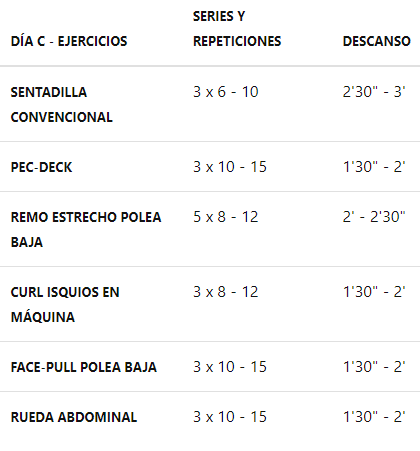 DÍA C - EJERCICIOS SERIES Y REPETICIONES DESCANSO
SENTADILLA CONVENCIONAL 3 x 6 - 10 2'30" - 3'
PEC-DECK 3 x 10 - 15 1'30" - 2'
REMO ESTRECHO POLEA BAJA 5 x 8 - 12 2' - 2'30"
CURL ISQUIOS EN MÁQUINA 3 x 8 - 12 1'30" - 2'
FACE-PULL POLEA BAJA 3 x 10 - 15 1'30" - 2'
RUEDA ABDOMINAL 3 x 10 - 15 1'30" - 2'